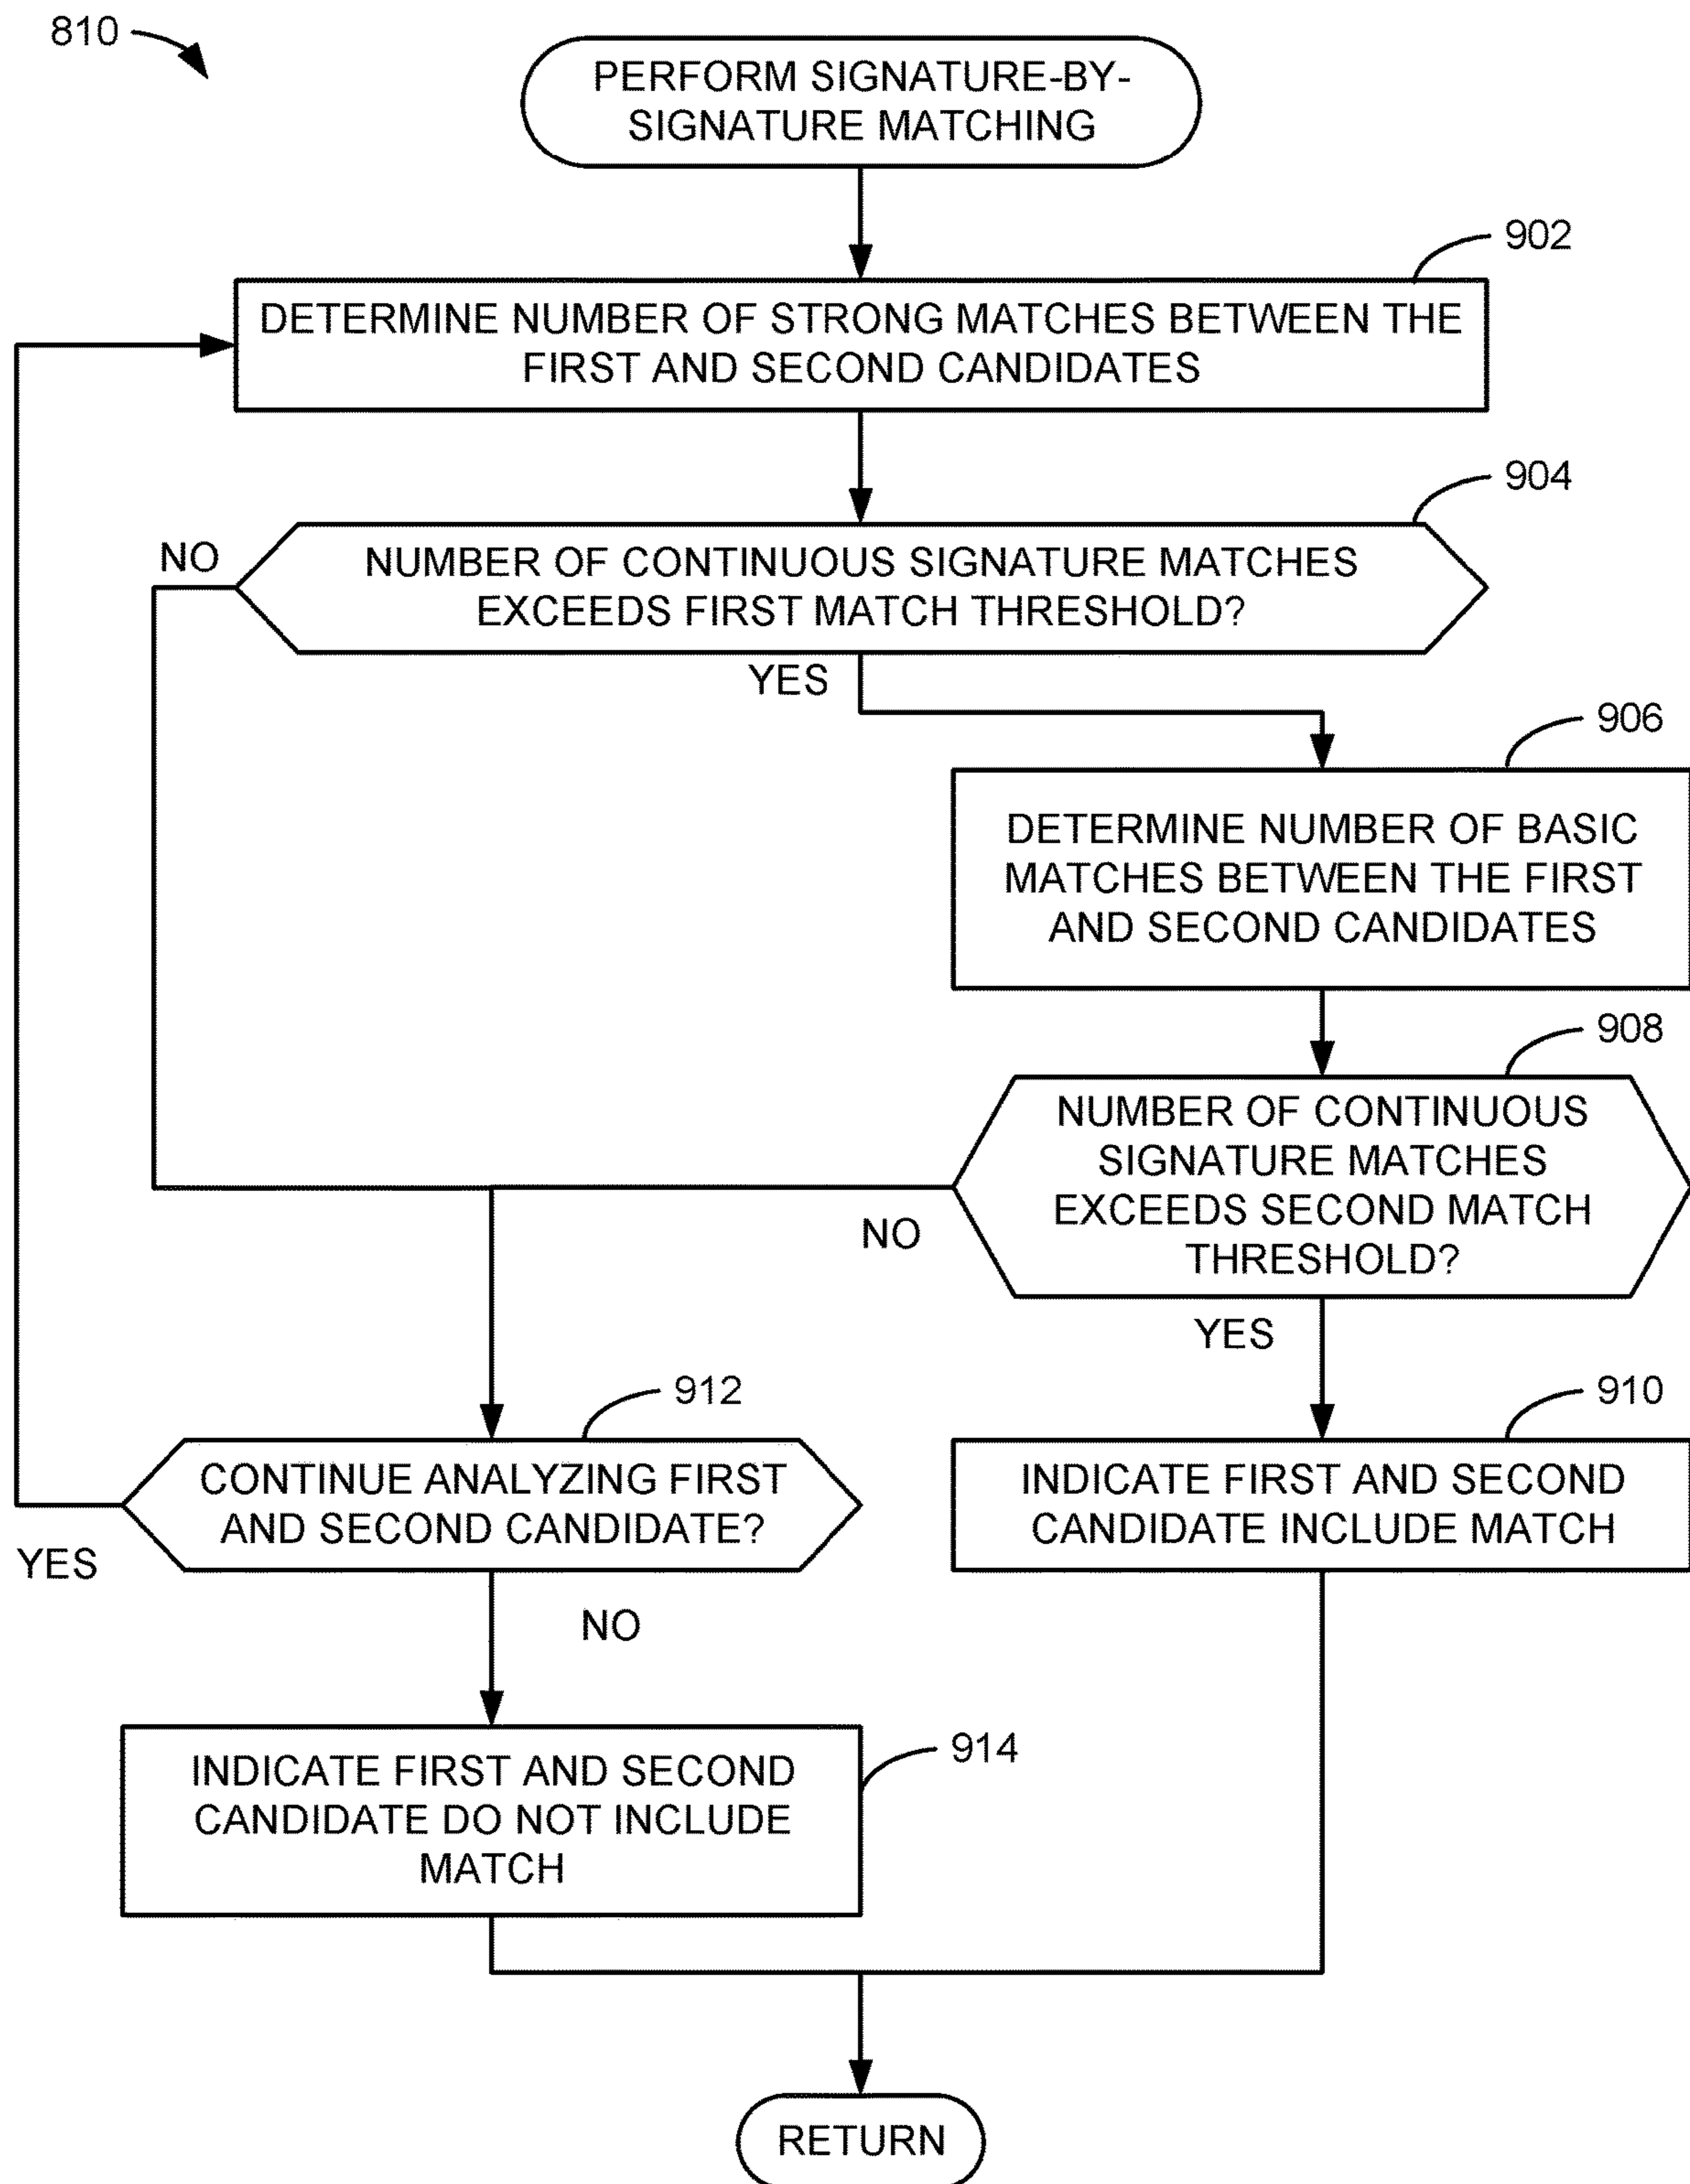 810
PERFORM SIGNATURE-BY-
SIGNATURE MATCHING
902
DETERMINE NUMBER OF STRONG MATCHES BETWEEN THE
FIRST AND SECOND CANDIDATES
904
NO
NUMBER OF CONTINUOUS SIGNATURE MATCHES
EXCEEDS FIRST MATCH THRESHOLD?
YES
906
DETERMINE NUMBER OF BASIC
MATCHES BETWEEN THE FIRST
AND SECOND CANDIDATES
908
NUMBER OF CONTINUOUS
SIGNATURE MATCHES
EXCEEDS SECOND MATCH
THRESHOLD?
NO
YES
912
910
CONTINUE ANALYZING FIRST
AND SECOND CANDIDATE?
YES
INDICATE FIRST AND SECOND
CANDIDATE INCLUDE MATCH
NO
914
INDICATE FIRST AND SECOND
CANDIDATE DO NOT INCLUDE
MATCH
RETURN